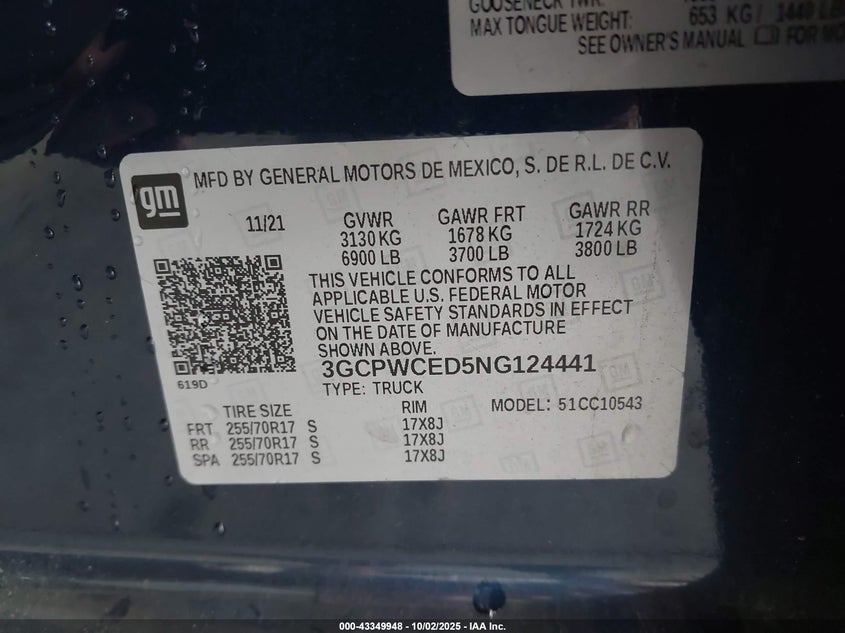 MAX TONGUE WEIGHT: 653 KG / 1440 LB
SEE OWNER'S MANUAL FOR MO
gm
MFD BY GENERAL MOTORS DE MEXICO, S. DE R.L. DE C.V.
11/21 GVWR GAWR FRT GAWR RR
3130 KG 1678 KG 1724 KG
6900 LB 3700 LB 3800 LB
THIS VEHICLE CONFORMS TO ALL
APPLICABLE U.S. FEDERAL MOTOR
VEHICLE SAFETY STANDARDS IN EFFECT
ON THE DATE OF MANUFACTURE
SHOWN ABOVE.
3GCPWCED5NG124441
619D
TYPE: TRUCK
TIRE SIZE RIM MODEL: 51CC10543
FRT 255/70R17 S 17X8J
RR 255/70R17 S 17X8J
SPA 255/70R17 S 17X8J
000-43349948 - 10/02/2025 - IAA Inc.